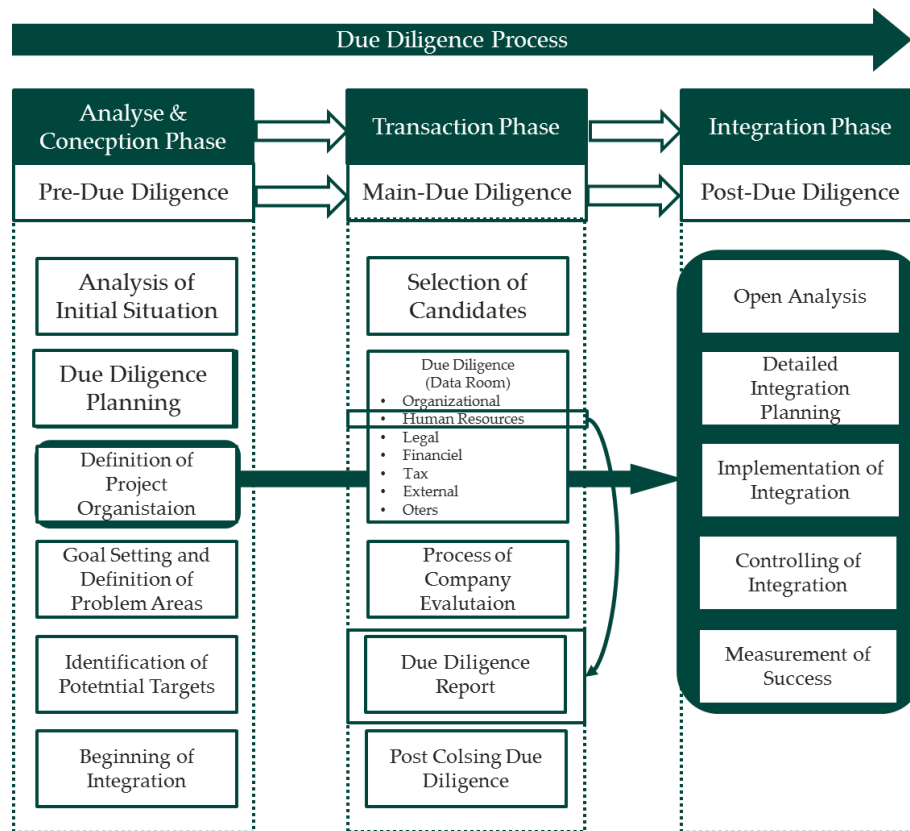 Due Diligence Process
Analyse &
Conecption Phase
Transaction Phase
Integration Phase
Pre-Due Diligence
Main-Due Diligence
Post-Due Diligence
Analysis of
Initial Situation
Due Diligence
Planning
Definition of
Project
Organistaion
Goal Setting and
Definition of
Problem Areas
Identification of
Potetntial Targets
Beginning of
Integration
Selection of
Candidates
Due Diligence
(Data Room)
• Organizational
• Human Resources
• Legal
• Financiel
• Tax
• External
• Oters
Process of
Company
Evalutaion
Due Diligence
Report
Post Colsing Due
Diligence
Open Analysis
Detailed
Integration
Planning
Implementation of
Integration
Controlling of
Integration
Measurement of
Success